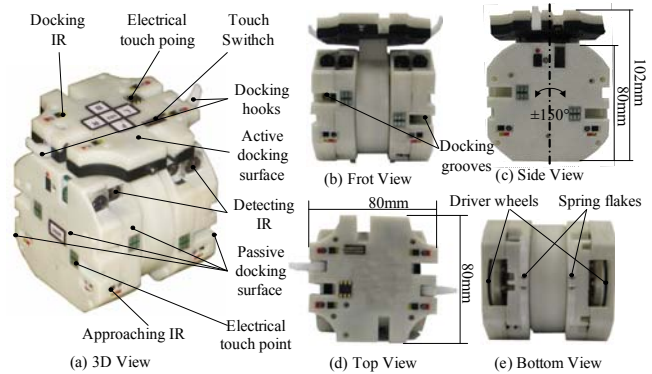 Docking
IR
Electrical
touch poing
Touch
Swithch
Docking
hooks
Active
docking
surface
Detecting
IR
Passive
docking
surface
Approaching IR
Electrical
touch point
(a) 3D View
Docking
grooves
(b) Frot View
±150°
80mm
102mm
(c) Side View
80mm
80mm
(d) Top View
Driver wheels
Spring flakes
(e) Bottom View